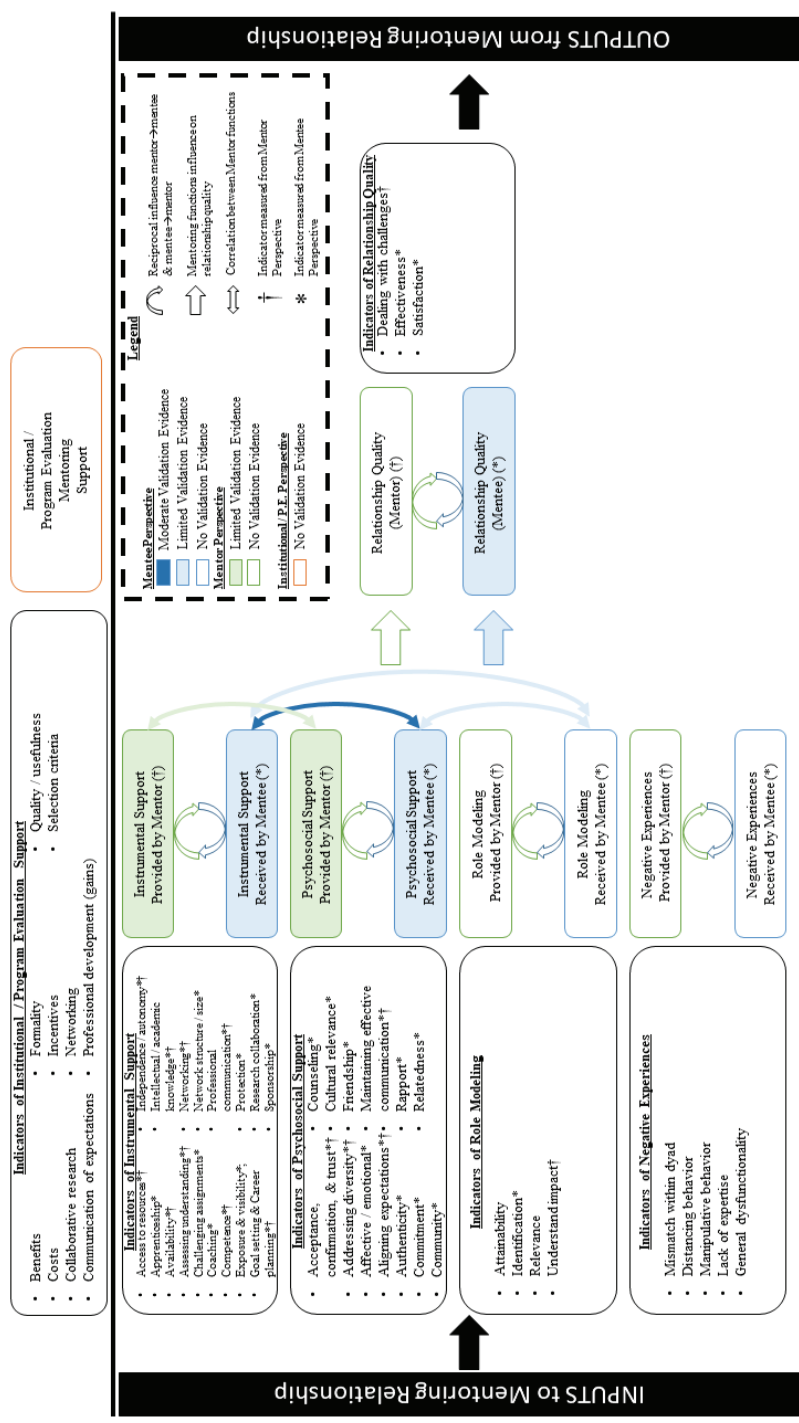 INPUTS to Mentoring Relationship
OUTPUTS from Mentoring Relationship
Indicators of Institutional / Program Evaluation Support
• Benefits
• Costs
• Collaborative research
• Communication of expectations
• Formality
• Incentives
• Networking
• Professional development (gains)
• Quality / usefulness
• Selection criteria
Institutional /
Program Evaluation
Mentoring
Support
Indicators of Instrumental Support
• Access to resources*†
• Apprenticeship*
• Availability*†
• Assessing understanding*†
• Challenging assignments*
• Coaching*
• Competence*†
• Exposure & visibility*,
• Goal setting & Career
planning*†
• Independence / autonomy*†
• Intellectual / academic
knowledge*†
• Networking*†
• Network structure / size*
• Professional
communication*†
• Protection*
• Research collaboration*
• Sponsorship*
Indicators of Psychosocial Support
• Acceptance,
confirmation, & trust*†
• Addressing diversity*†
• Affective / emotional*
• Aligning expectations*†
• Authenticity*
• Commitment*
• Community*
• Counseling*
• Cultural relevance*
• Friendship*
• Maintaining effective
communication*†
• Rapport*
• Relatedness*
Indicators of Role Modeling
• Attainability
• Identification*
• Relevance
• Understand impact†
Indicators of Negative Experiences
• Mismatch within dyad
• Distancing behavior
• Manipulative behavior
• Lack of expertise
• General dysfunctionality
Instrumental Support
Provided by Mentor (†)
Instrumental Support
Received by Mentee (*)
Psychosocial Support
Provided by Mentor (†)
Psychosocial Support
Received by Mentee (*)
Role Modeling
Provided by Mentor (†)
Role Modeling
Received by Mentee (*)
Negative Experiences
Provided by Mentor (†)
Negative Experiences
Received by Mentee (*)
Relationship Quality
(Mentor) (†)
Relationship Quality
(Mentee) (*)
Indicators of Relationship Quality
• Dealing with challenges†
• Effectiveness*
• Satisfaction*
Legend
Mentee Perspective
Moderate Validation Evidence
Limited Validation Evidence
No Validation Evidence
Mentor Perspective
Limited Validation Evidence
No Validation Evidence
Institutional / P.E. Perspective
No Validation Evidence
Reciprocal influence mentor→mentee
& mentee→mentor
Mentoring functions influence on
relationship quality
Correlation between Mentor functions
† Indicator measured from Mentor
Perspective
* Indicator measured from Mentee
Perspective